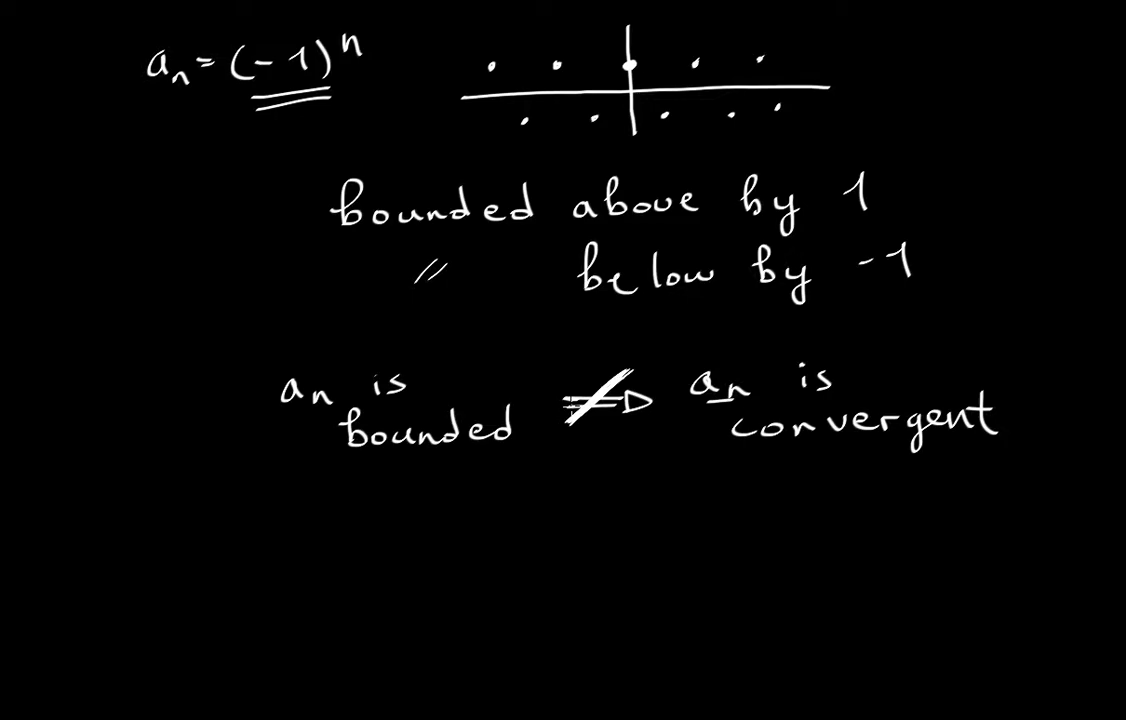 aₙ = (-1)ⁿ
bounded above by 1
〃 below by -1
aₙ is bounded ⇏ aₙ is convergent